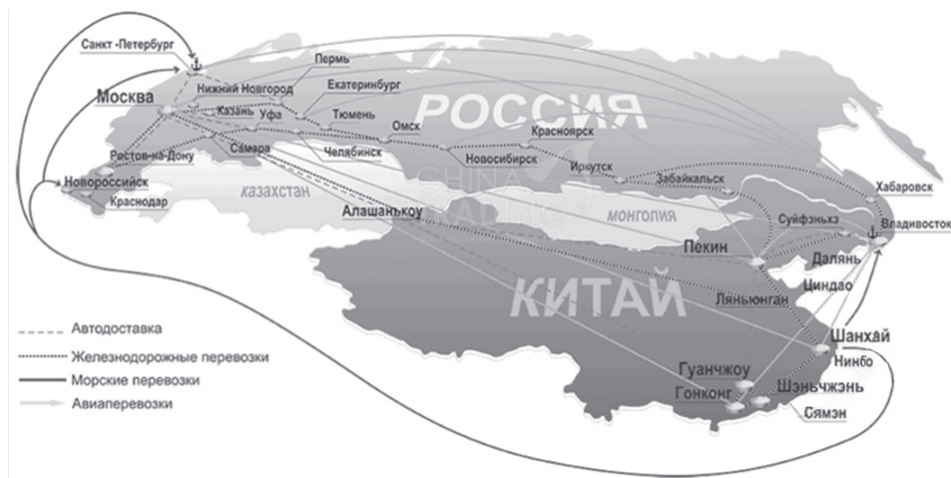 Санкт -Петербург
Пермь
Нижний Новгород
Екатеринбург
Москва
Казань
Уфа
Тюмень
РОССИЯ
Омск
Красноярск
Ростов-на-Дону
Самара
Челябинск
Новосибирск
Иркутск
Забайкальск
Новороссийск
Хабаровск
Краснодар
КАЗАХСТАН
CHINA
Алашанькоу
МОНГОЛИЯ
Суйфэньхэ
Владивосток
Пекин
Далянь
КИТАЙ
Циндао
Ляньюнган
Автодоставка
Шанхай
Железнодорожные перевозки
Нинбо
Морские перевозки
Гуанчжоу
Шэньчжэнь
Гонконг
Авиаперевозки
Сямэн